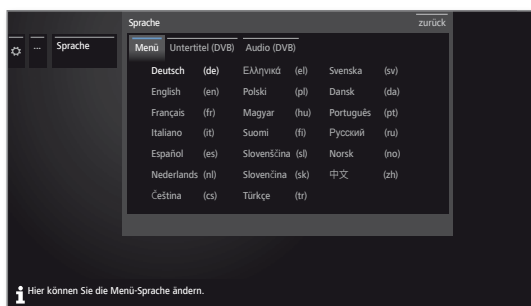 Sprache zurück
... Sprache
Menü Untertitel (DVB) Audio (DVB)
Deutsch (de) Ελληνικά (el) Svenska (sv)
English (en) Polski (pl) Dansk (da)
Français (fr) Magyar (hu) Português (pt)
Italiano (it) Suomi (fi) Русский (ru)
Español (es) Slovenščina (sl) Norsk (no)
Nederlands (nl) Slovenčina (sk) 中文 (zh)
Čeština (cs) Türkçe (tr)
Hier können Sie die Menü-Sprache ändern.